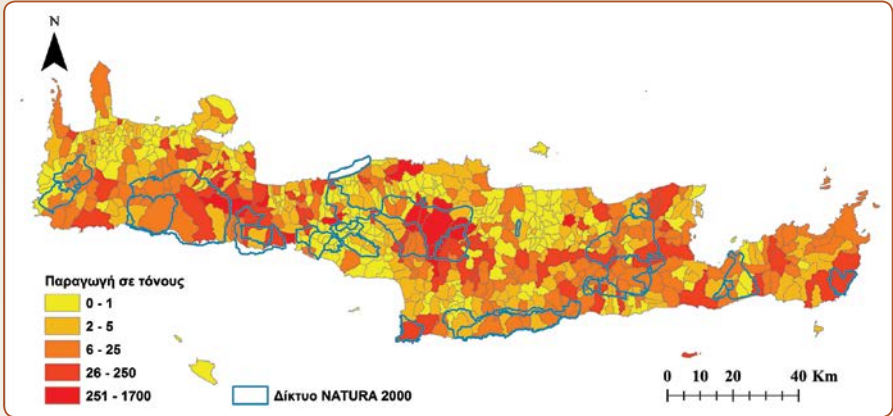 N
Παραγωγή σε τόνους
0 - 1
2 - 5
6 - 25
26 - 250
251 - 1700
Δίκτυο NATURA 2000
0 10 20 40 Km